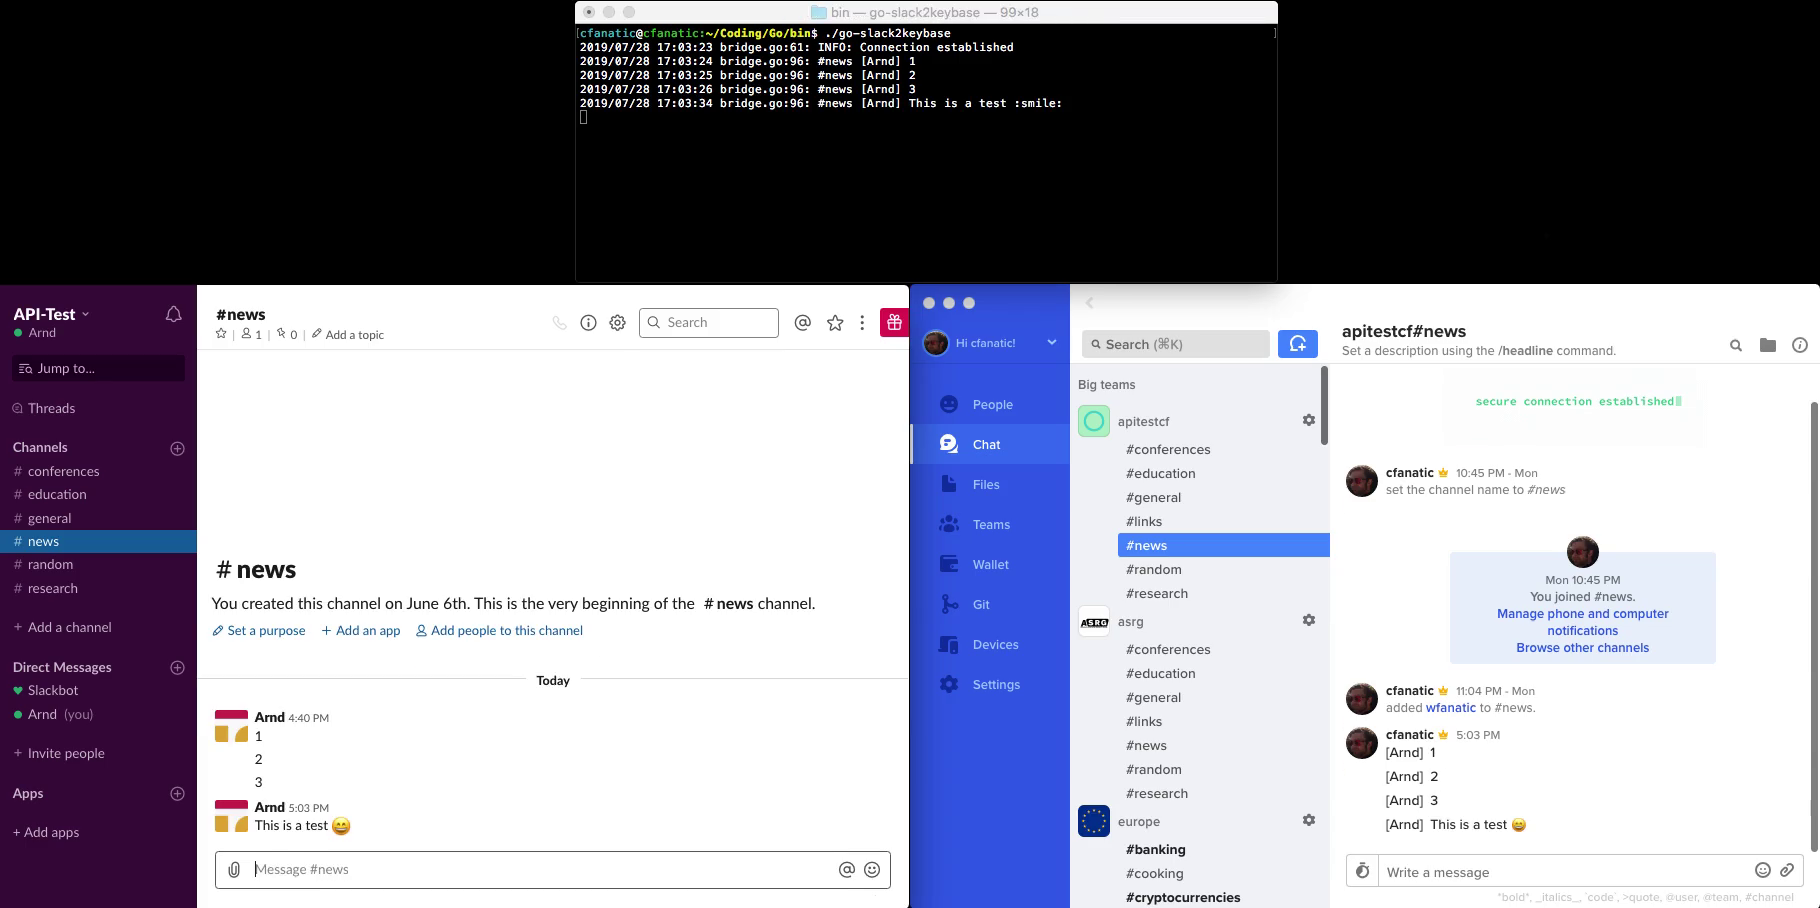 bin — go-slack2keybase — 99×18
[cfanatic@cfanatic:~/Coding/Go/bin$ ./go-slack2keybase ]
2019/07/28 17:03:23 bridge.go:61: INFO: Connection established
2019/07/28 17:03:24 bridge.go:96: #news [Arnd] 1
2019/07/28 17:03:25 bridge.go:96: #news [Arnd] 2
2019/07/28 17:03:26 bridge.go:96: #news [Arnd] 3
2019/07/28 17:03:34 bridge.go:96: #news [Arnd] This is a test :smile:
API-Test
Arnd
Jump to...
Threads
Channels
# conferences
# education
# general
# news
# random
# research
+ Add a channel
Direct Messages
Slackbot
Arnd (you)
+ Invite people
Apps
+ Add apps
#news
| 1 | 0 | Add a topic
Search
# news
You created this channel on June 6th. This is the very beginning of the # news channel.
Set a purpose + Add an app Add people to this channel
Today
Arnd 4:40 PM
1
2
3
Arnd 5:03 PM
This is a test 😄
Message #news
Hi cfanatic!
People
Chat
Files
Teams
Wallet
Git
Devices
Settings
Search (⌘K)
Big teams
apitestcf
#conferences
#education
#general
#links
#news
#random
#research
ASRG
asrg
#conferences
#education
#general
#links
#news
#random
#research
europe
#banking
#cooking
#cryptocurrencies
apitestcf#news
Set a description using the /headline command.
secure connection established
cfanatic 10:45 PM - Mon
set the channel name to #news
Mon 10:45 PM
You joined #news.
Manage phone and computer
notifications
Browse other channels
cfanatic 11:04 PM - Mon
added wfanatic to #news.
cfanatic 5:03 PM
[Arnd] 1
[Arnd] 2
[Arnd] 3
[Arnd] This is a test 😄
Write a message
*bold*, _italics_, `code`, >quote, @user, @team, #channel